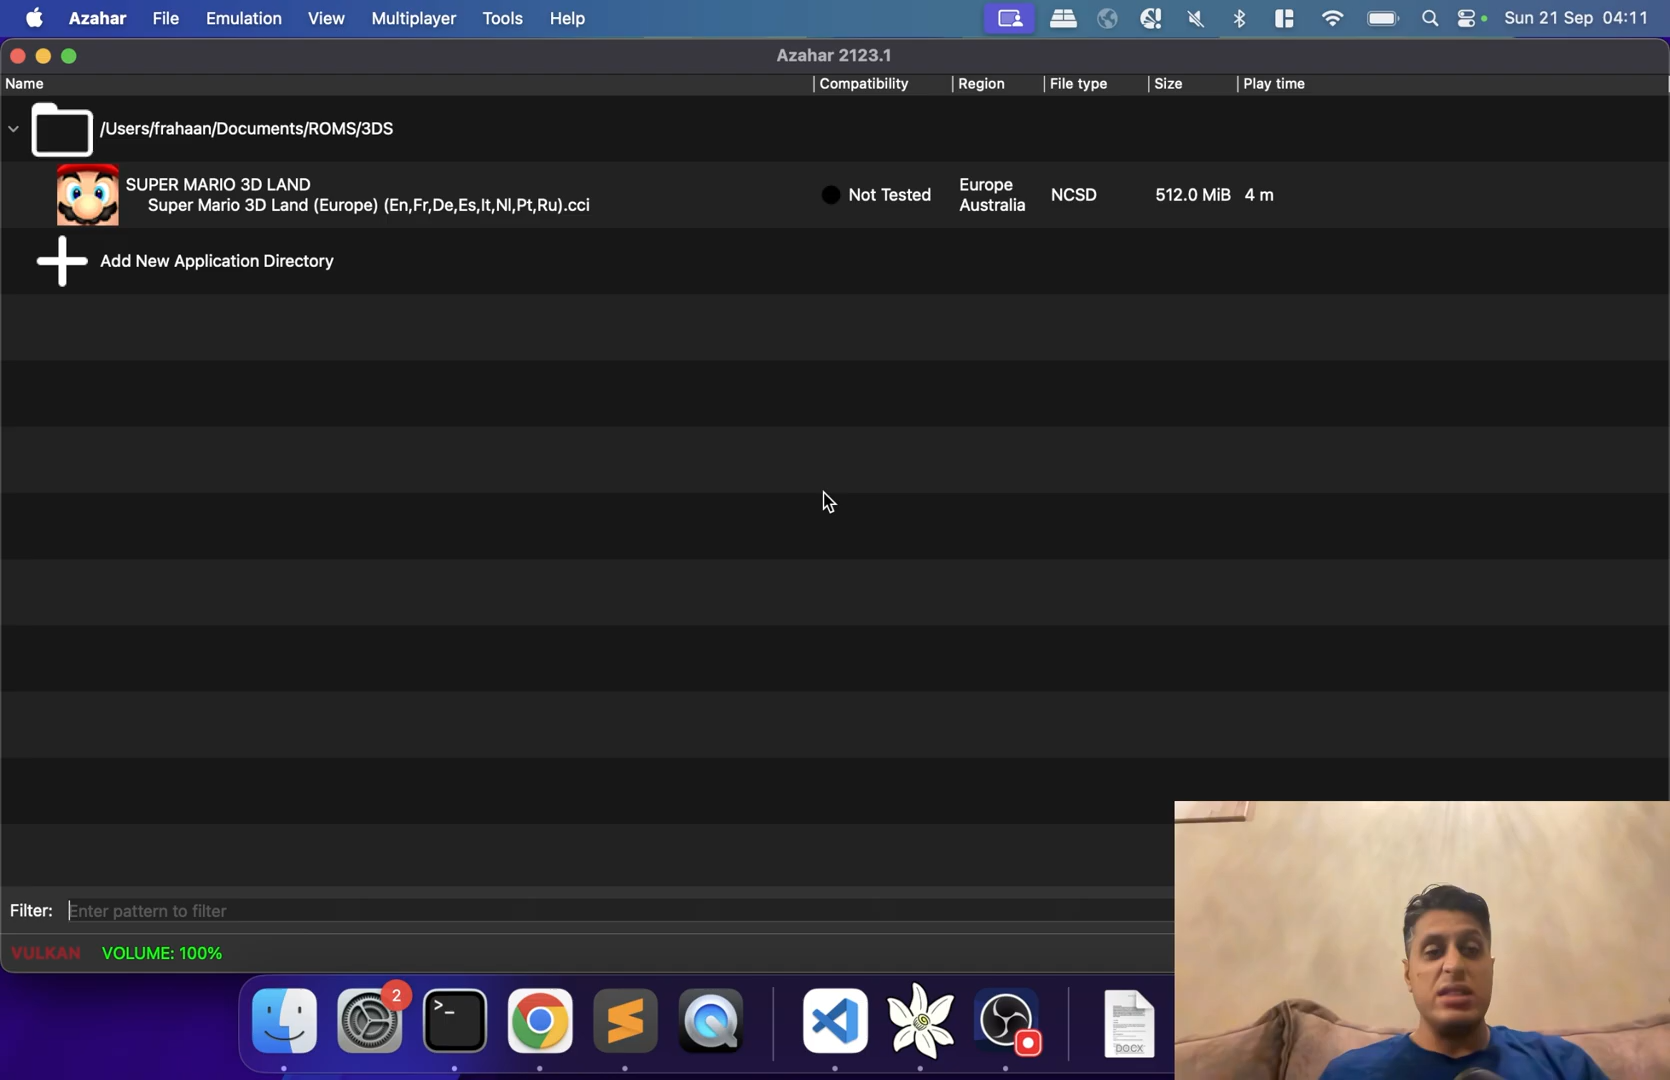 Azahar File Emulation View Multiplayer Tools Help Sun 21 Sep 04:11
Azahar 2123.1
Name Compatibility Region File type Size Play time
/Users/frahaan/Documents/ROMS/3DS
SUPER MARIO 3D LAND
Super Mario 3D Land (Europe) (En,Fr,De,Es,It,Nl,Pt,Ru).cci
Not Tested
Europe
Australia
NCSD
512.0 MiB
4 m
Add New Application Directory
Filter: Enter pattern to filter
VULKAN VOLUME: 100%
2
>_
DOCX